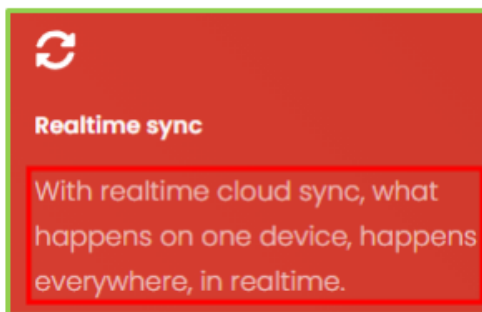 Realtime sync
With realtime cloud sync, what
happens on one device, happens
everywhere, in realtime.